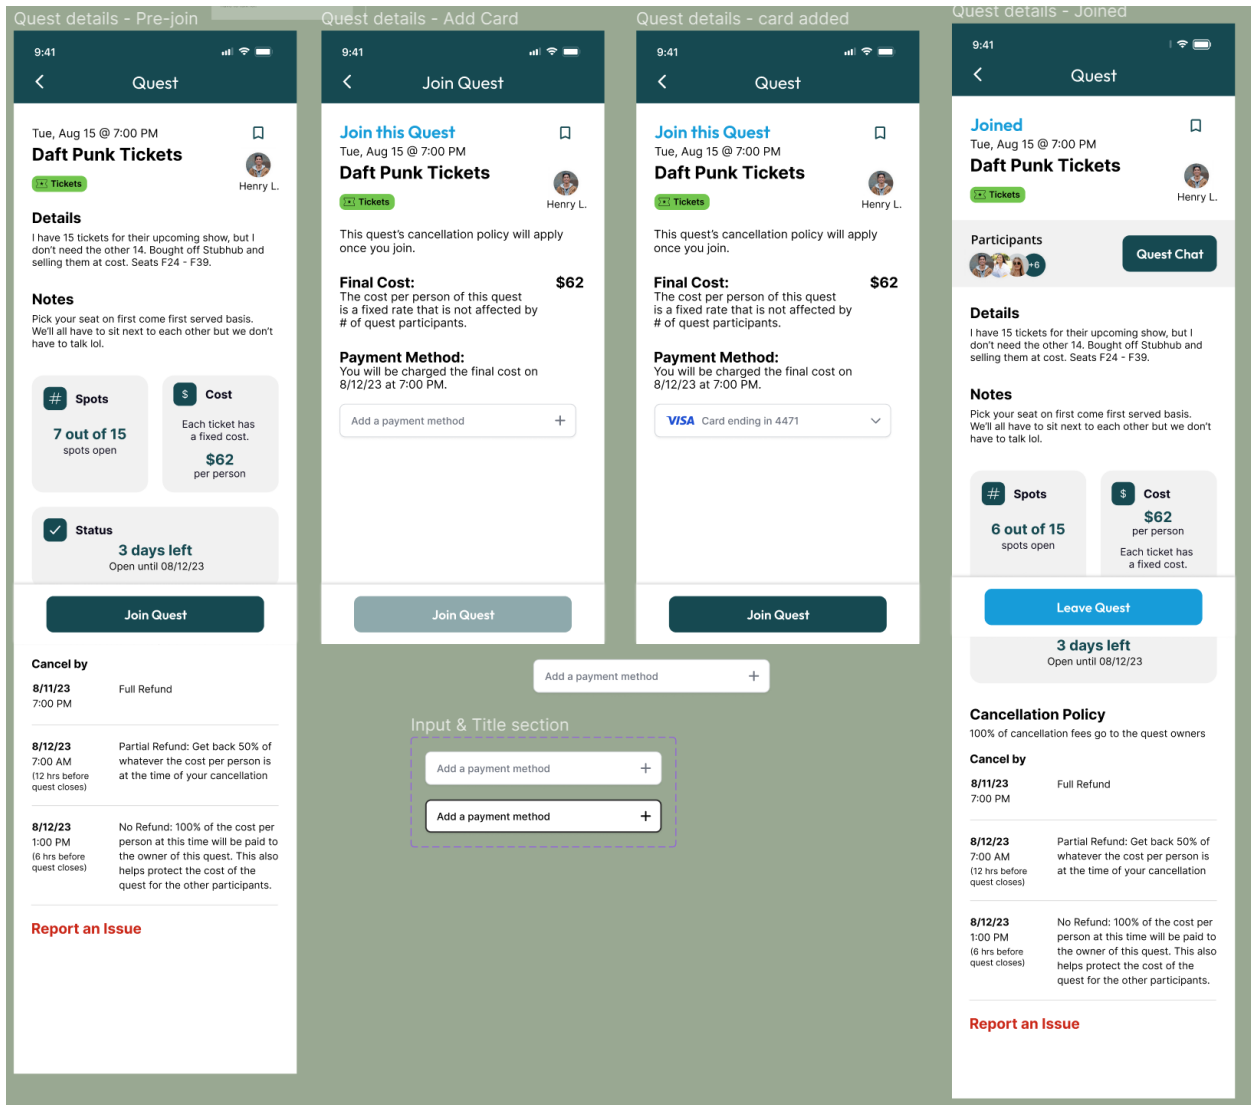 Quest details - Pre-join
9:41
Quest
Tue, Aug 15 @ 7:00 PM
Daft Punk Tickets
Tickets
Henry L.
Details
I have 15 tickets for their upcoming show, but I
don't need the other 14. Bought off Stubhub and
selling them at cost. Seats F24 - F39.
Notes
Pick your seat on first come first served basis.
We'll all have to sit next to each other but we don't
have to talk lol.
# Spots
7 out of 15
spots open
$ Cost
Each ticket has
a fixed cost.
$62
per person
Status
3 days left
Open until 08/12/23
Join Quest
Cancel by
8/11/23
7:00 PM
Full Refund
8/12/23
7:00 AM
(12 hrs before
quest closes)
Partial Refund: Get back 50% of
whatever the cost per person is
at the time of your cancellation
8/12/23
1:00 PM
(6 hrs before
quest closes)
No Refund: 100% of the cost per
person at this time will be paid to
the owner of this quest. This also
helps protect the cost of the
quest for the other participants.
Report an Issue
Quest details - Add Card
9:41
Join Quest
Join this Quest
Tue, Aug 15 @ 7:00 PM
Daft Punk Tickets
Tickets
Henry L.
This quest's cancellation policy will apply
once you join.
Final Cost: $62
The cost per person of this quest
is a fixed rate that is not affected by
# of quest participants.
Payment Method:
You will be charged the final cost on
8/12/23 at 7:00 PM.
Add a payment method +
Join Quest
Quest details - card added
9:41
Quest
Join this Quest
Tue, Aug 15 @ 7:00 PM
Daft Punk Tickets
Tickets
Henry L.
This quest's cancellation policy will apply
once you join.
Final Cost: $62
The cost per person of this quest
is a fixed rate that is not affected by
# of quest participants.
Payment Method:
You will be charged the final cost on
8/12/23 at 7:00 PM.
VISA Card ending in 4471
Join Quest
Add a payment method +
Input & Title section
Add a payment method +
Add a payment method +
Quest details - Joined
9:41
Quest
Joined
Tue, Aug 15 @ 7:00 PM
Daft Punk Tickets
Tickets
Henry L.
Participants
+6
Quest Chat
Details
I have 15 tickets for their upcoming show, but I
don't need the other 14. Bought off Stubhub and
selling them at cost. Seats F24 - F39.
Notes
Pick your seat on first come first served basis.
We'll all have to sit next to each other but we don't
have to talk lol.
# Spots
6 out of 15
spots open
$ Cost
$62
per person
Each ticket has
a fixed cost.
Leave Quest
3 days left
Open until 08/12/23
Cancellation Policy
100% of cancellation fees go to the quest owners
Cancel by
8/11/23
7:00 PM
Full Refund
8/12/23
7:00 AM
(12 hrs before
quest closes)
Partial Refund: Get back 50% of
whatever the cost per person is
at the time of your cancellation
8/12/23
1:00 PM
(6 hrs before
quest closes)
No Refund: 100% of the cost per
person at this time will be paid to
the owner of this quest. This also
helps protect the cost of the
quest for the other participants.
Report an Issue